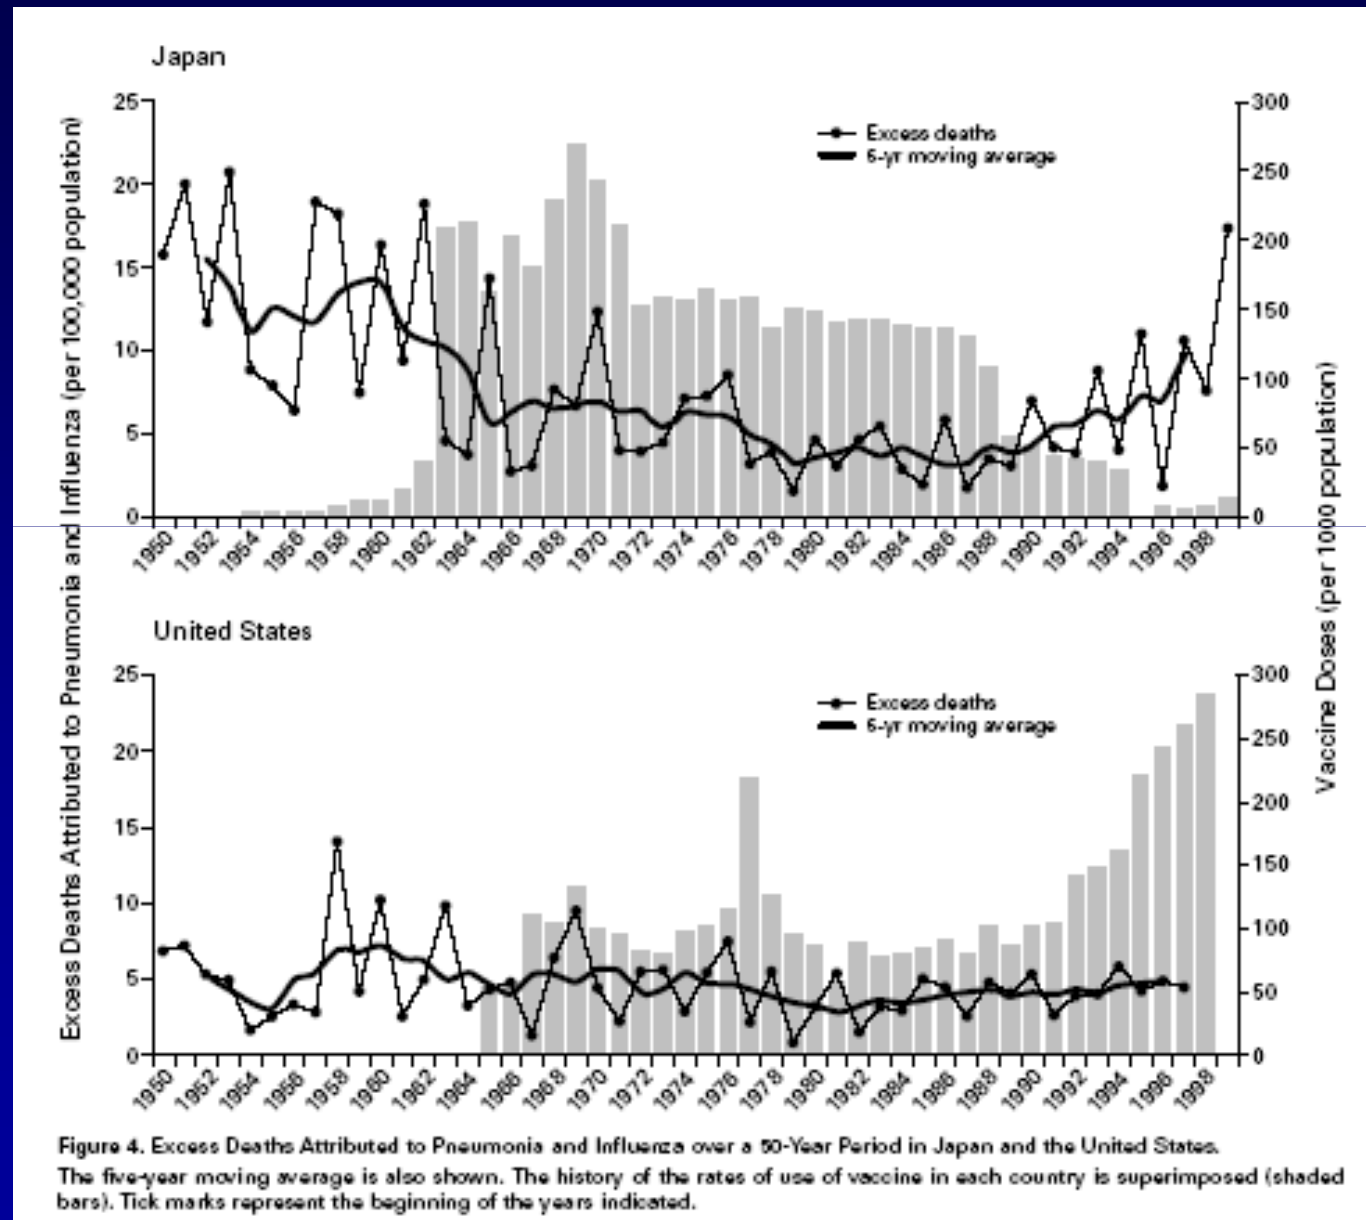 Japan
Excess Deaths Attributed to Pneumonia and Influenza (per 100,000 population)
25
20
15
10
5
0
Excess deaths
5-yr moving average
300
250
200
150
100
50
0
Vaccine Doses (per 1000 population)
1950 1952 1954 1956 1958 1960 1962 1964 1966 1968 1970 1972 1974 1976 1978 1980 1982 1984 1986 1988 1990 1992 1994 1996 1998
United States
25
20
15
10
5
0
Excess deaths
5-yr moving average
300
250
200
150
100
50
0
1950 1952 1954 1956 1958 1960 1962 1964 1966 1968 1970 1972 1974 1976 1978 1980 1982 1984 1986 1988 1990 1992 1994 1996 1998
Figure 4. Excess Deaths Attributed to Pneumonia and Influenza over a 50-Year Period in Japan and the United States.
The five-year moving average is also shown. The history of the rates of use of vaccine in each country is superimposed (shaded
bars). Tick marks represent the beginning of the years indicated.